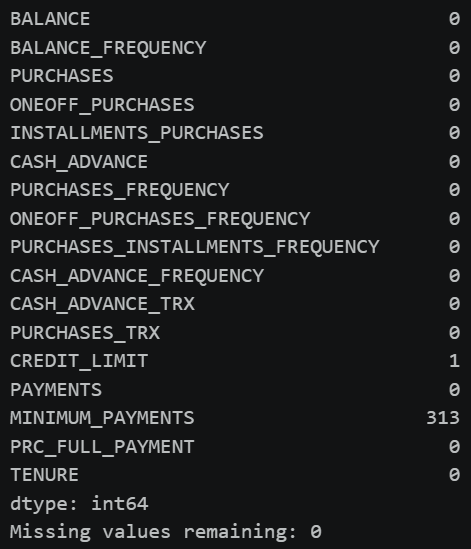 BALANCE 0
BALANCE_FREQUENCY 0
PURCHASES 0
ONEOFF_PURCHASES 0
INSTALLMENTS_PURCHASES 0
CASH_ADVANCE 0
PURCHASES_FREQUENCY 0
ONEOFF_PURCHASES_FREQUENCY 0
PURCHASES_INSTALLMENTS_FREQUENCY 0
CASH_ADVANCE_FREQUENCY 0
CASH_ADVANCE_TRX 0
PURCHASES_TRX 0
CREDIT_LIMIT 1
PAYMENTS 0
MINIMUM_PAYMENTS 313
PRC_FULL_PAYMENT 0
TENURE 0
dtype: int64
Missing values remaining: 0